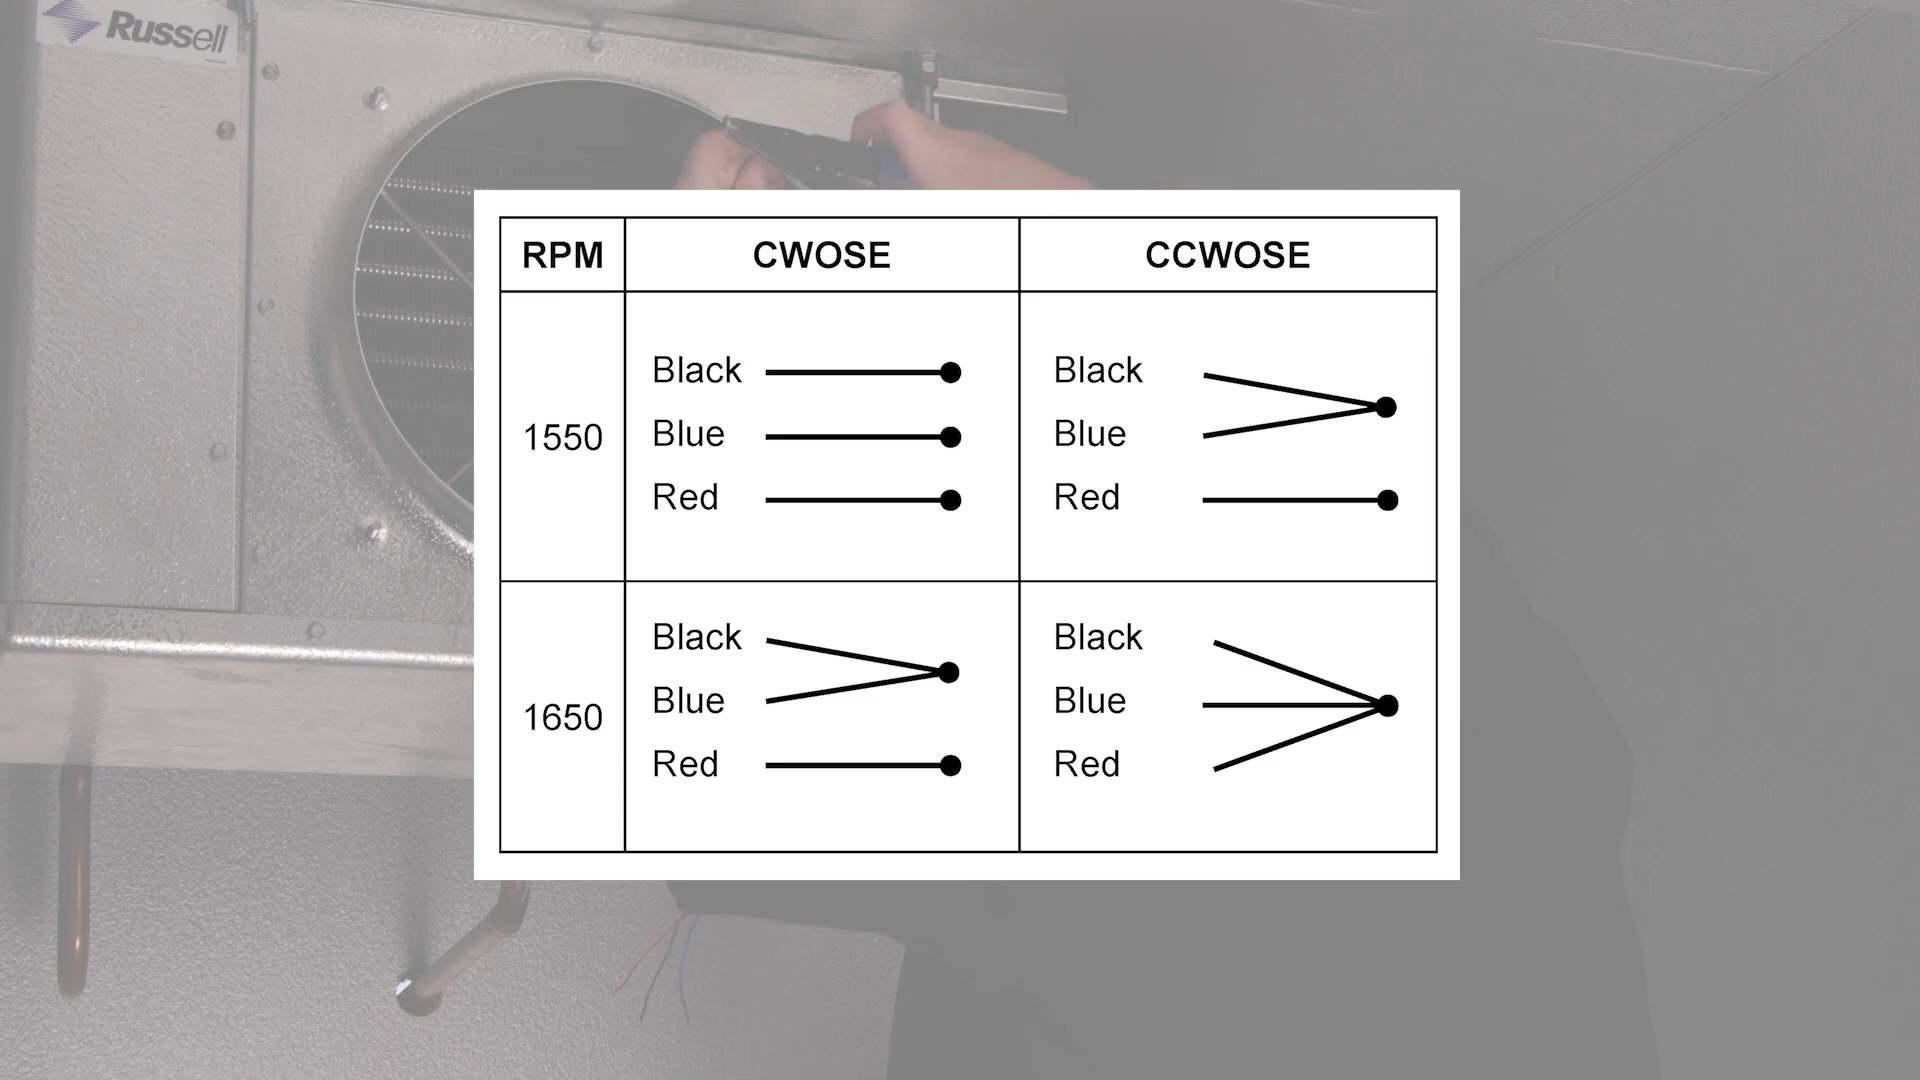 Russell
RPM CWOSE CCWOSE
1550
Black
Blue
Red
Black
Blue
Red
1650
Black
Blue
Red
Black
Blue
Red